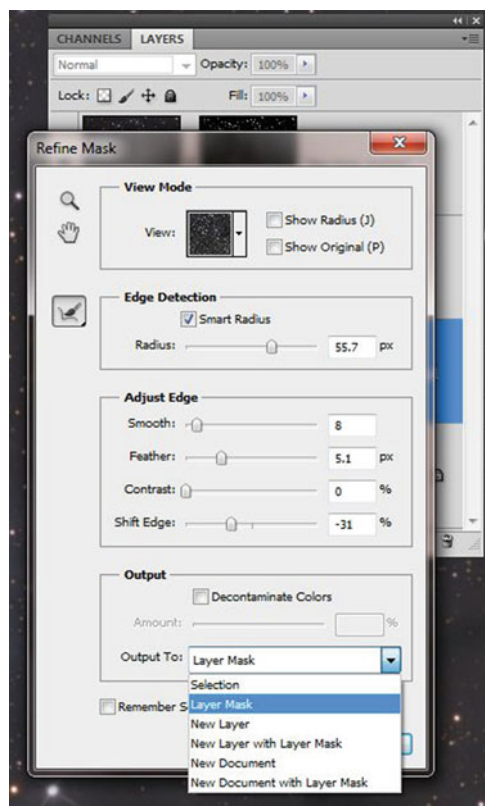 CHANNELS LAYERS
Normal Opacity: 100%
Lock: Fill: 100%
Refine Mask
View Mode
View: Show Radius (J)
Show Original (P)
Edge Detection
Smart Radius
Radius: 55.7 px
Adjust Edge
Smooth: 8
Feather: 5.1 px
Contrast: 0 %
Shift Edge: -31 %
Output
Decontaminate Colors
Amount: %
Output To: Layer Mask
Selection
Remember S Layer Mask
New Layer
New Layer with Layer Mask
New Document
New Document with Layer Mask